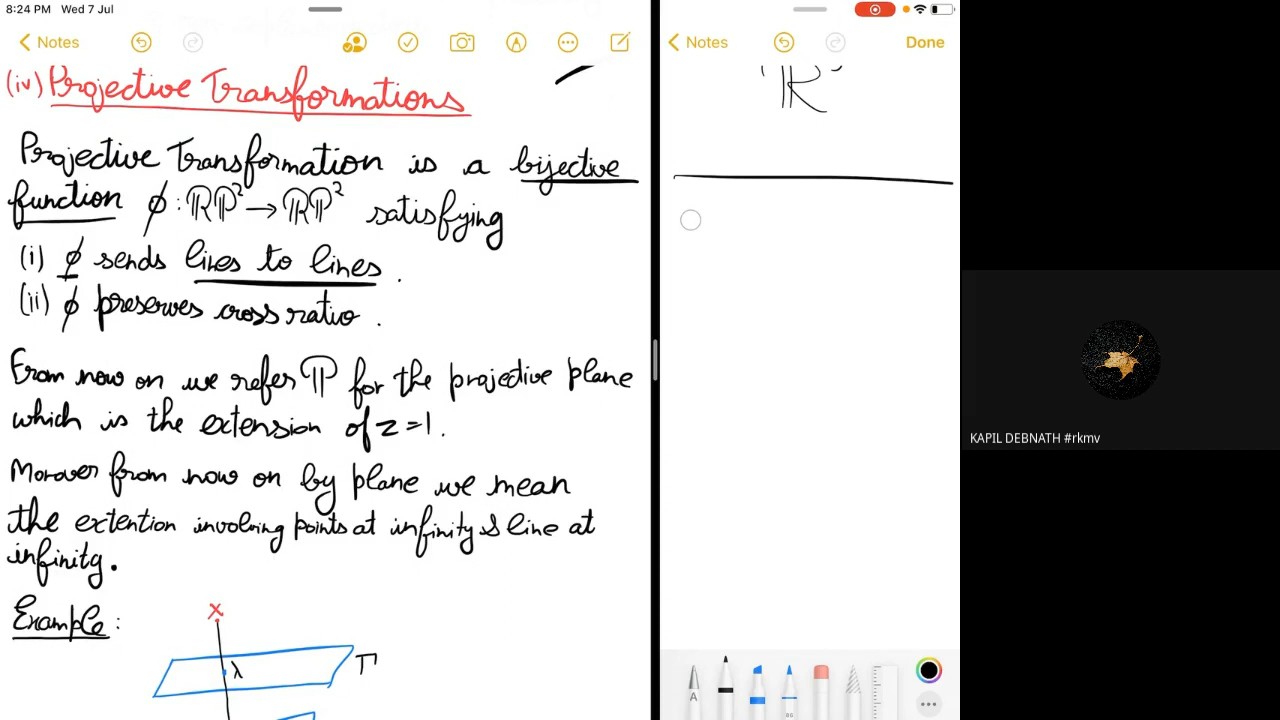 8:24 PM Wed 7 Jul
Notes
(iv) Projective Transformations
Projective Transformation is a bijective
function ϕ : ℝℙ² → ℝℙ² satisfying
(i) ϕ sends lines to lines .
(ii) ϕ preserves cross ratio .
From now on we refer ℙ for the projective plane
which is the extension of z=1.
Morover from now on by plane we mean
the extention involving points at infinity & line at
infinity.
Example :
X
λ
Notes
Done
ℝ
A
KAPIL DEBNATH #rkmv